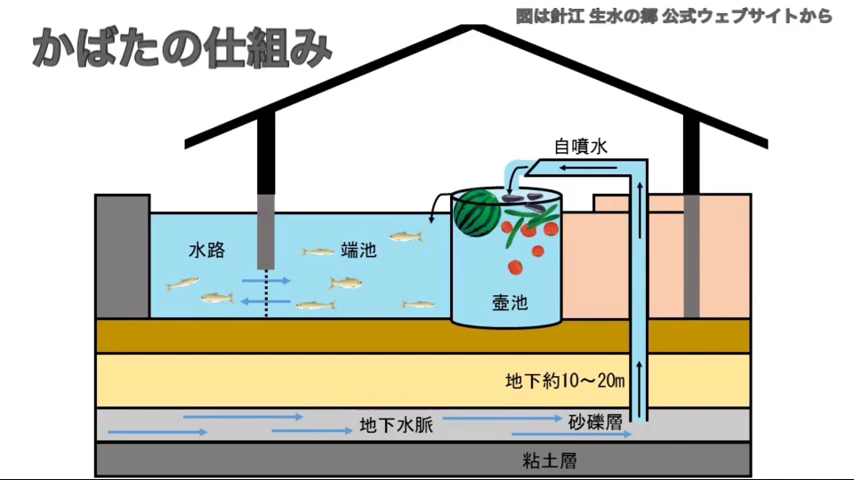 図は針江 生水の郷 公式ウェブサイトから
かばたの仕組み
自噴水
水路
端池
壺池
地下約10～20m
地下水脈
砂礫層
粘土層